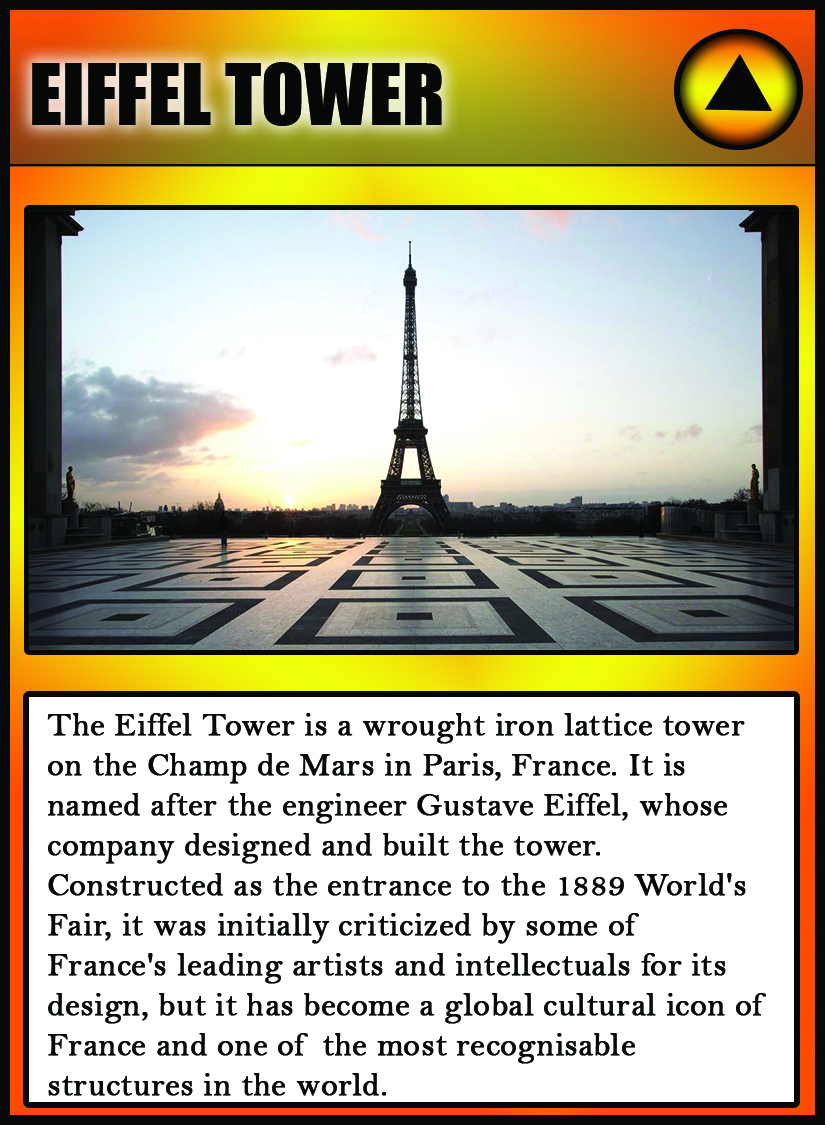 EIFFEL TOWER
The Eiffel Tower is a wrought iron lattice tower
on the Champ de Mars in Paris, France. It is
named after the engineer Gustave Eiffel, whose
company designed and built the tower.
Constructed as the entrance to the 1889 World's
Fair, it was initially criticized by some of
France's leading artists and intellectuals for its
design, but it has become a global cultural icon of
France and one of the most recognisable
structures in the world.